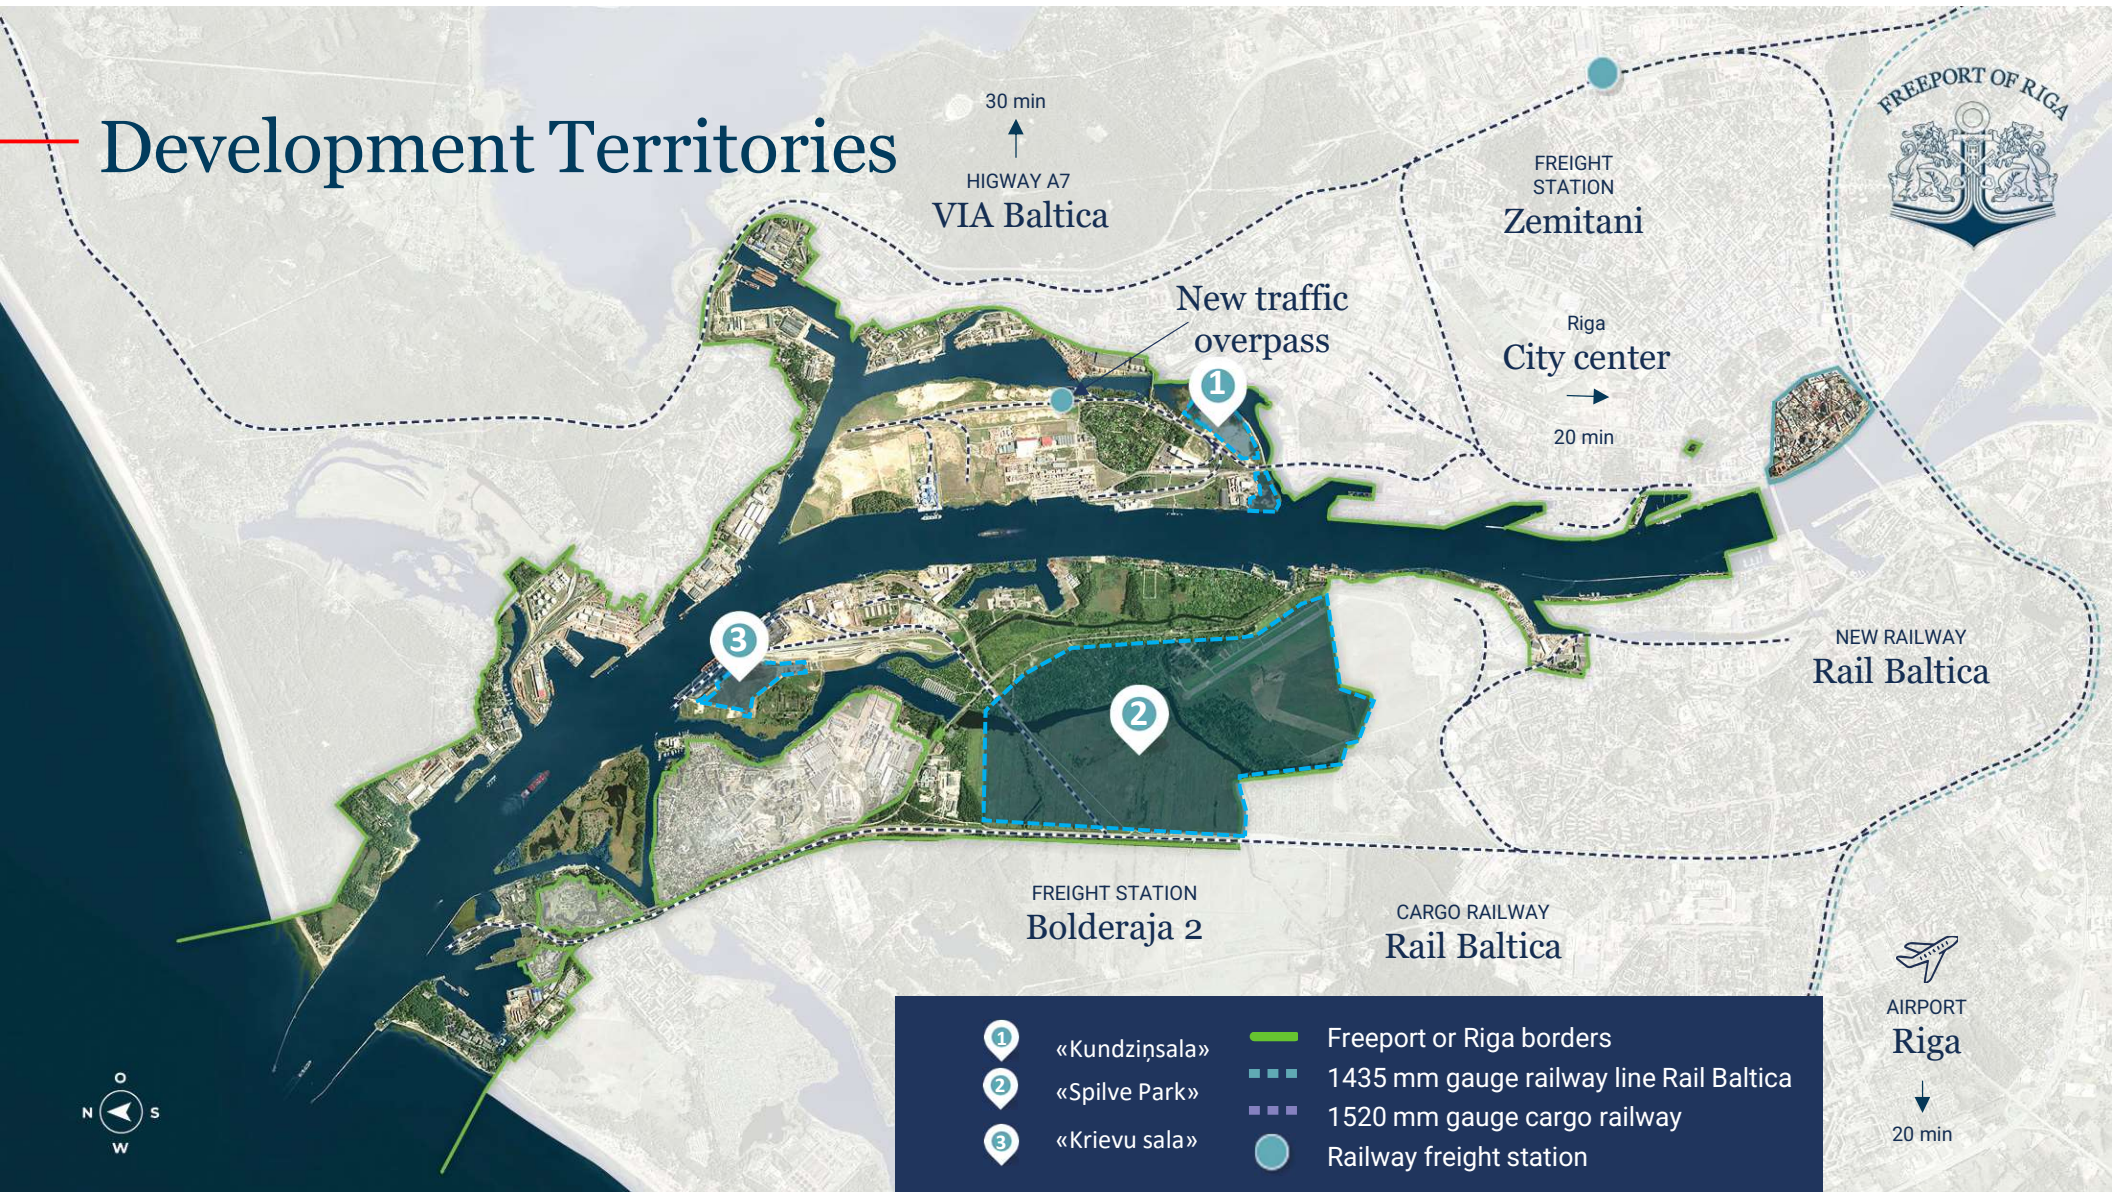 Development Territories
30 min
HIGWAY A7
VIA Baltica
FREEPORT OF RIGA
FREIGHT
STATION
Zemitani
New traffic
overpass
Riga
City center
20 min
1
3
2
NEW RAILWAY
Rail Baltica
FREIGHT STATION
Bolderaja 2
CARGO RAILWAY
Rail Baltica
AIRPORT
Riga
20 min
O
N S
W
1 «Kundziņsala»
2 «Spilve Park»
3 «Krievu sala»
Freeport or Riga borders
1435 mm gauge railway line Rail Baltica
1520 mm gauge cargo railway
Railway freight station